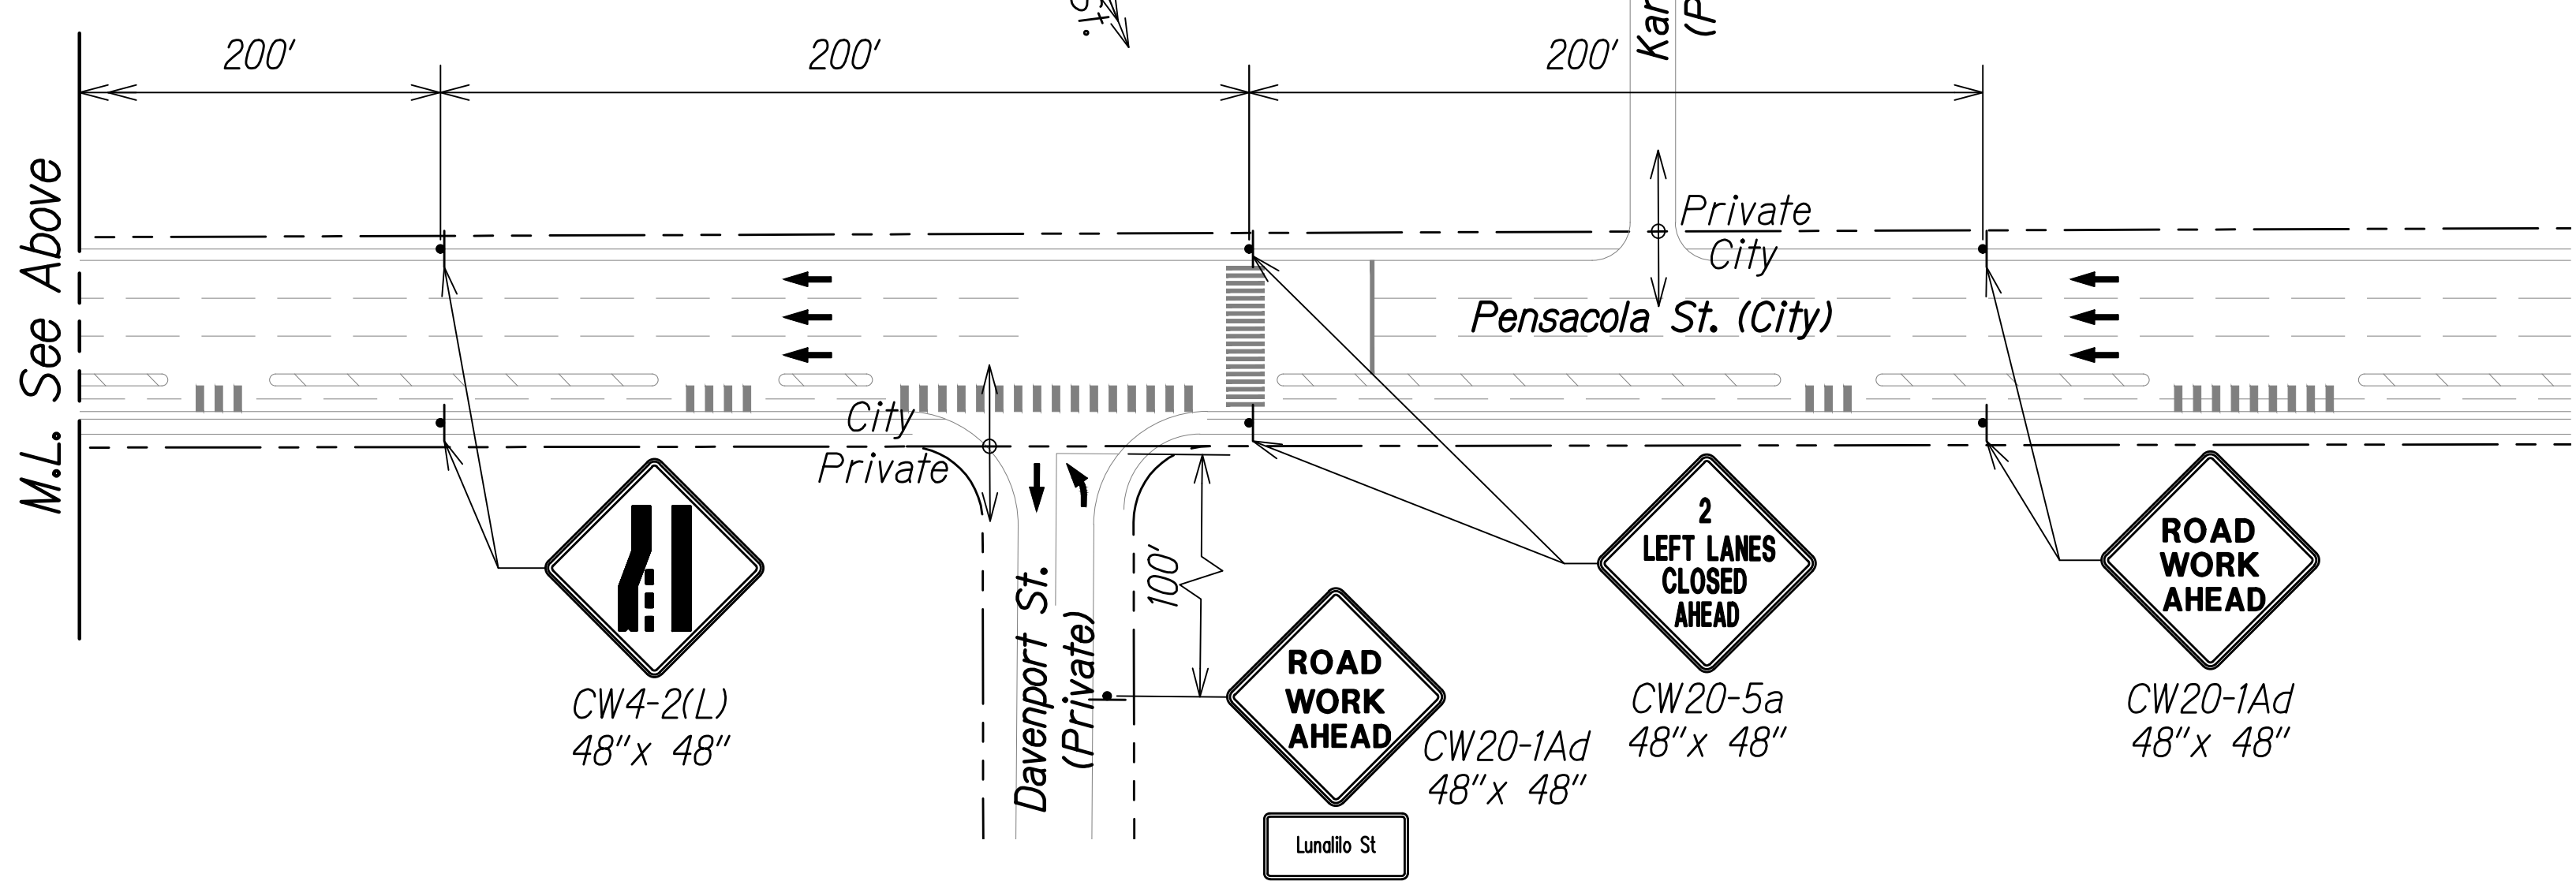 200'
200'
200'
St.
M.L. See Above
Private
City
Pensacola St. (City)
City
Private
Davenport St.
(Private)
100'
CW4-2(L)
48"x 48"
ROAD
WORK
AHEAD
CW20-1Ad
48"x 48"
Lunalilo St
2
LEFT LANES
CLOSED
AHEAD
CW20-5a
48"x 48"
ROAD
WORK
AHEAD
CW20-1Ad
48"x 48"